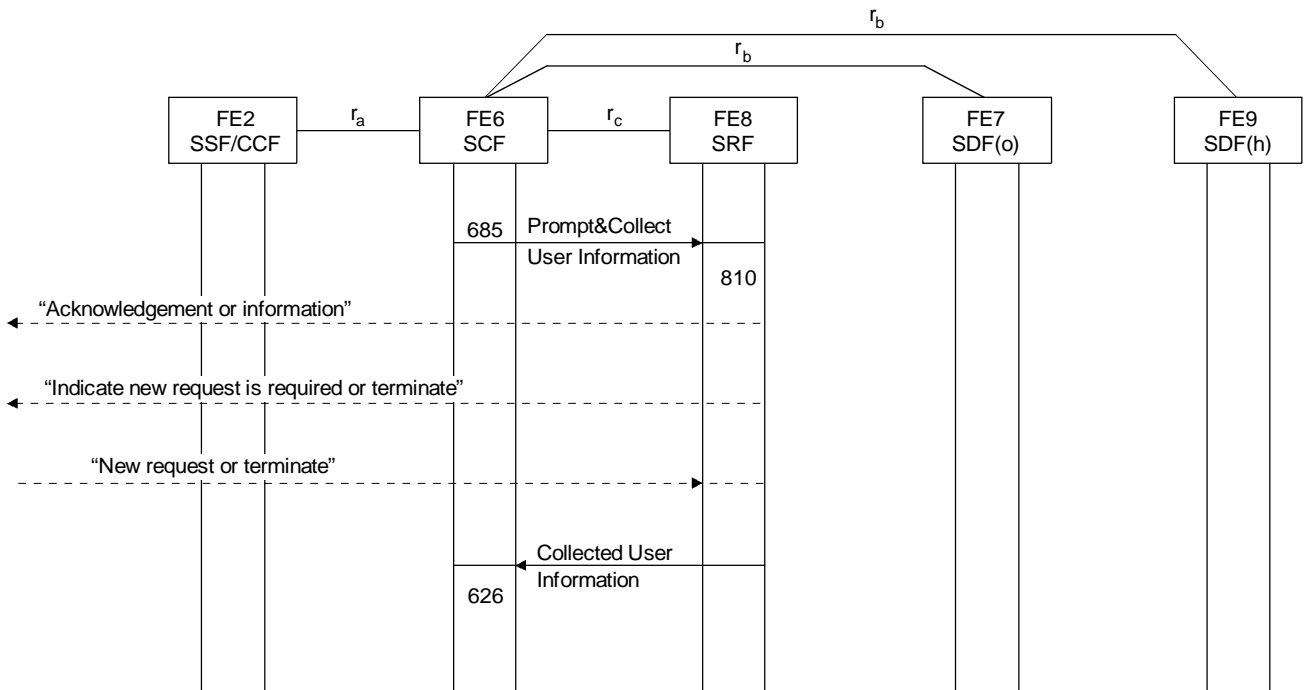 r_b
r_b
r_a
r_c
FE2
SSF/CCF
FE6
SCF
FE8
SRF
FE7
SDF(o)
FE9
SDF(h)
685
Prompt&Collect
User Information
810
“Acknowledgement or information”
“Indicate new request is required or terminate”
“New request or terminate”
Collected User
Information
626